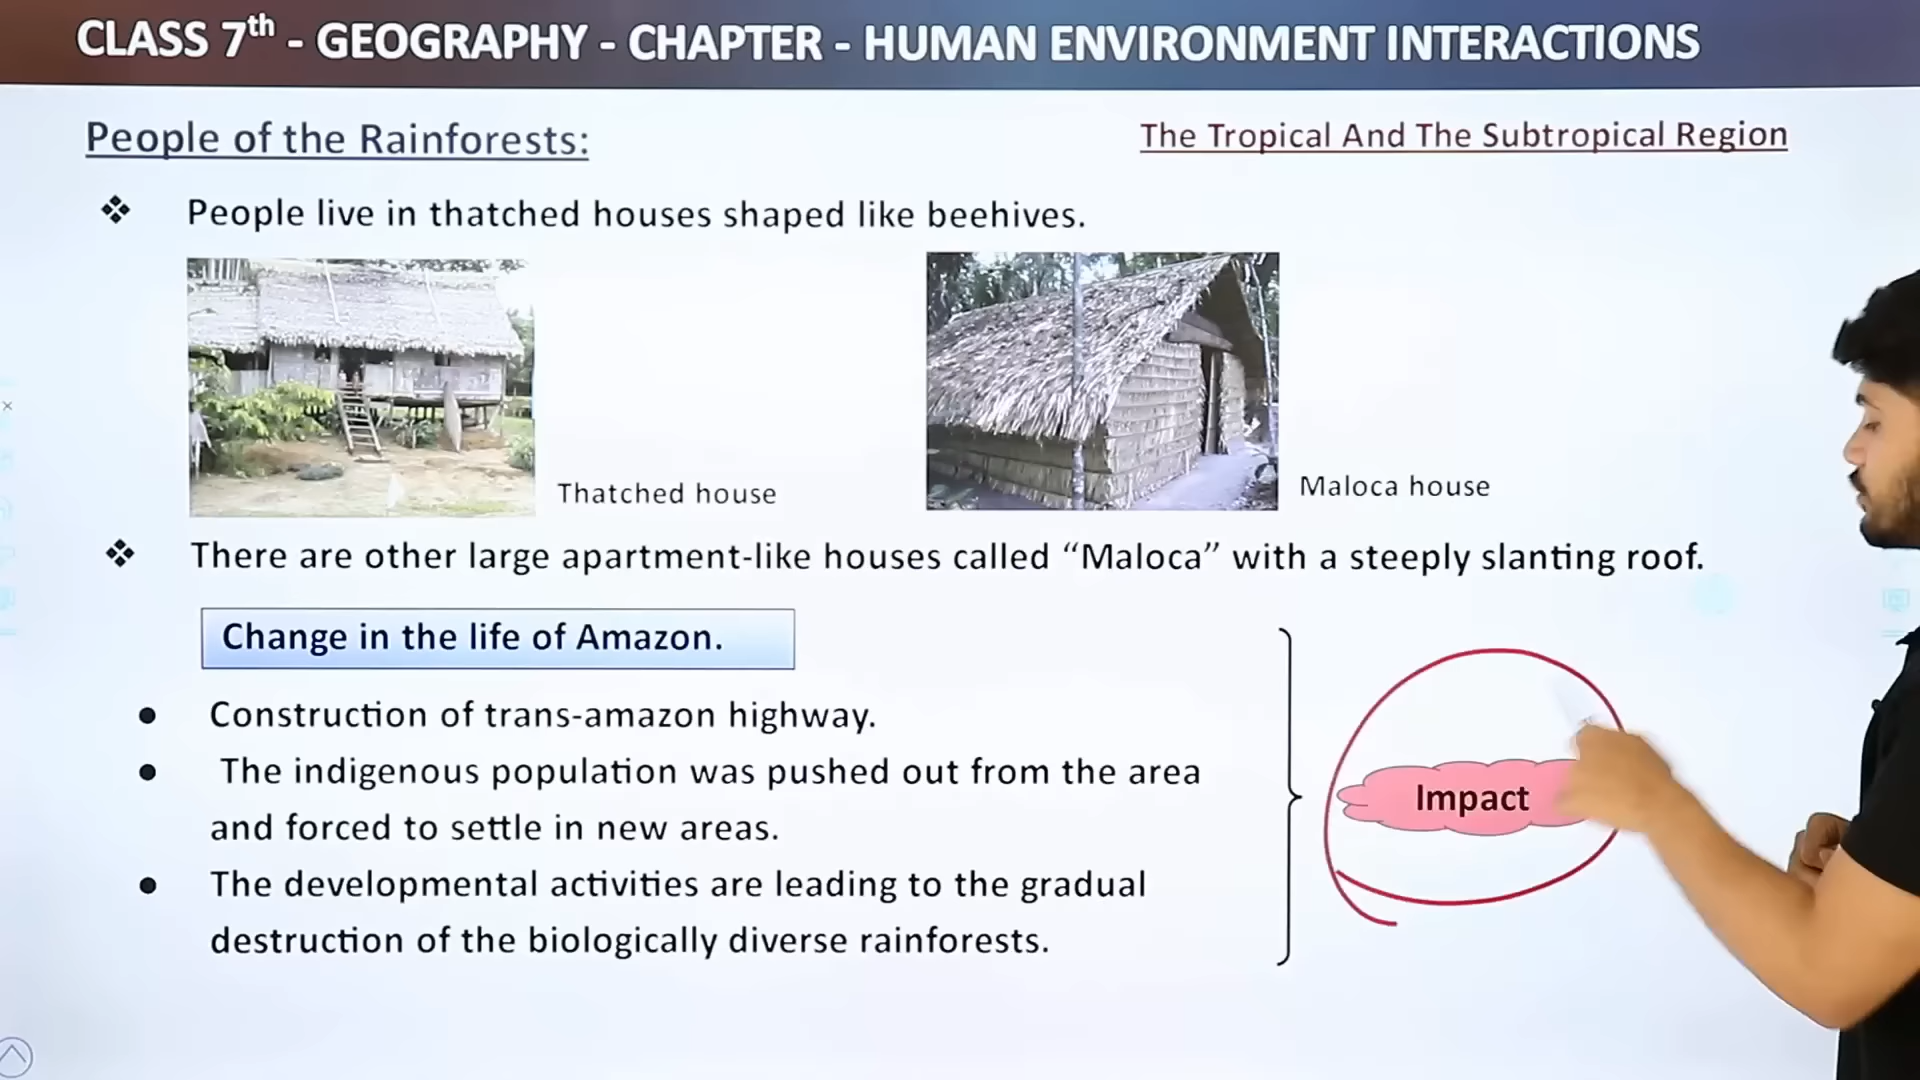 CLASS 7th - GEOGRAPHY - CHAPTER - HUMAN ENVIRONMENT INTERACTIONS
People of the Rainforests:
The Tropical And The Subtropical Region
❖ People live in thatched houses shaped like beehives.
Thatched house
Maloca house
❖ There are other large apartment-like houses called “Maloca” with a steeply slanting roof.
Change in the life of Amazon.
● Construction of trans-amazon highway.
● The indigenous population was pushed out from the area
and forced to settle in new areas.
● The developmental activities are leading to the gradual
destruction of the biologically diverse rainforests.
Impact